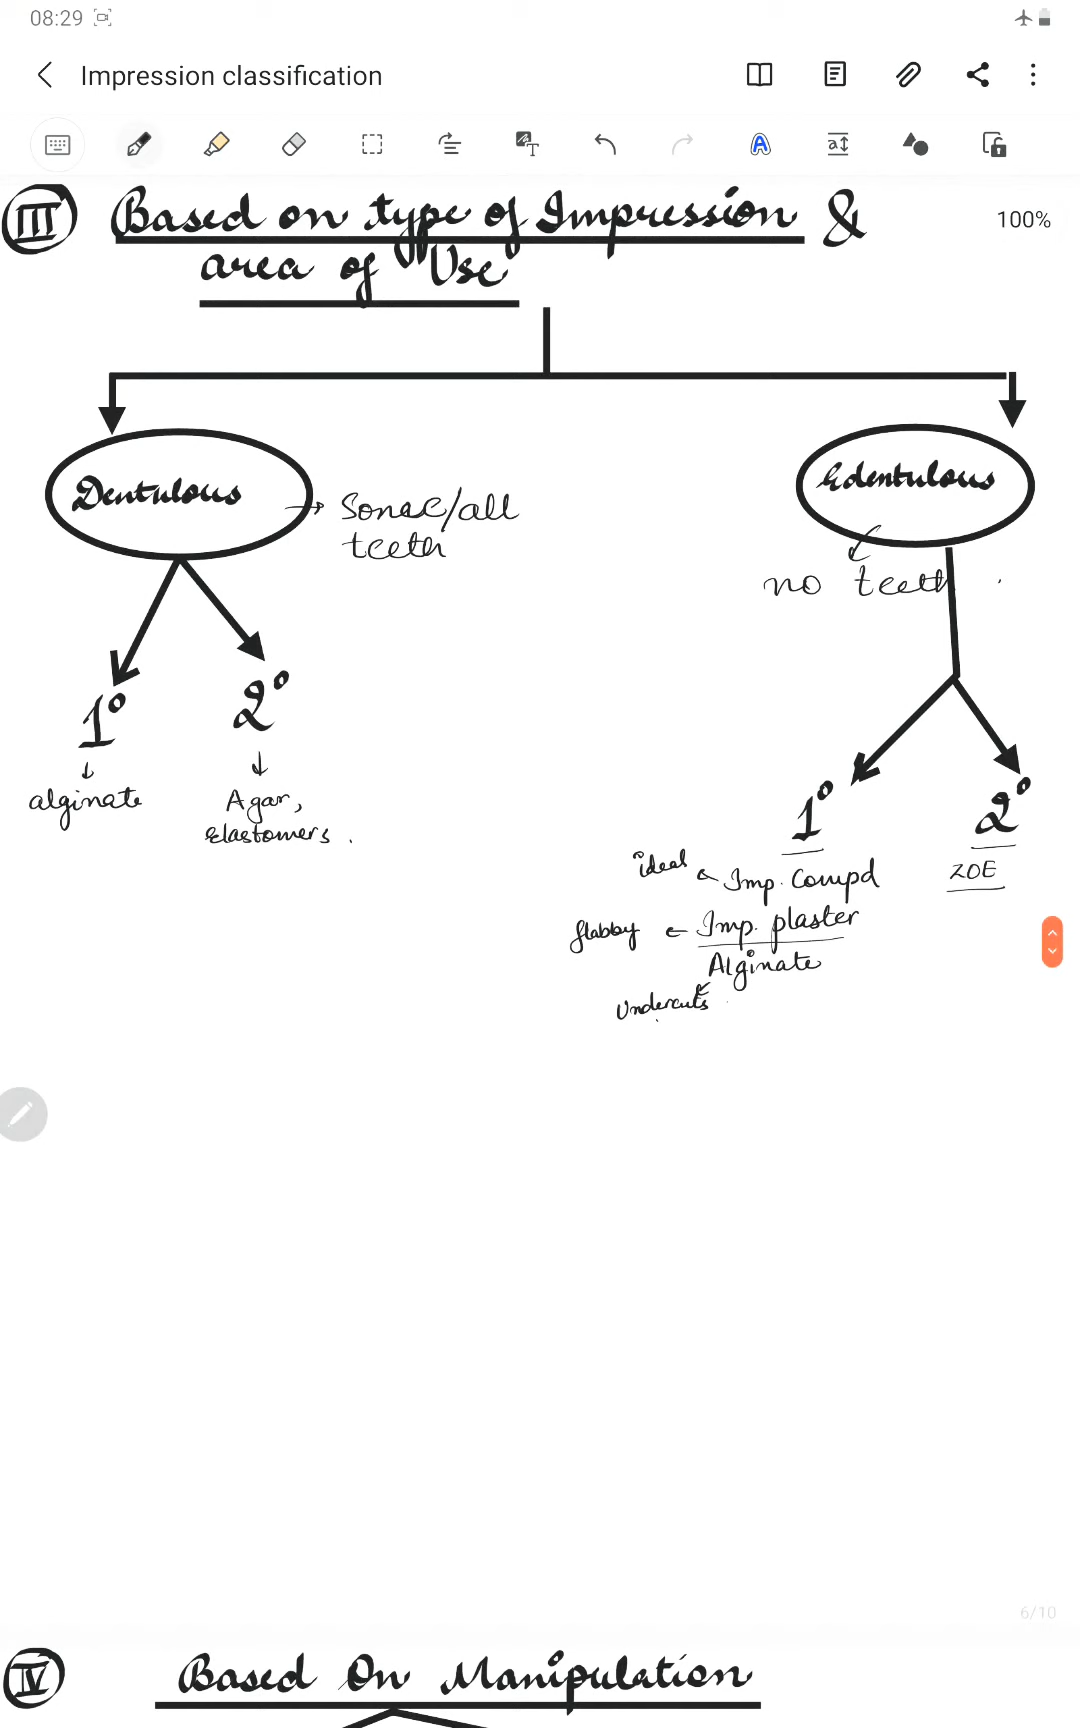 08:29
Impression classification
100%
III Based on type of Impression &
area of "Use"
Dentulous
→ Some/all
teeth
Edentulous
no teeth
1° 2°
↓ ↓
alginate Agar,
Elastomers.
1° 2°
ideal ← Imp. Compd ZOE
flabby ← Imp. plaster
Alginate
Undercuts
6/10
IV Based On Manipulation